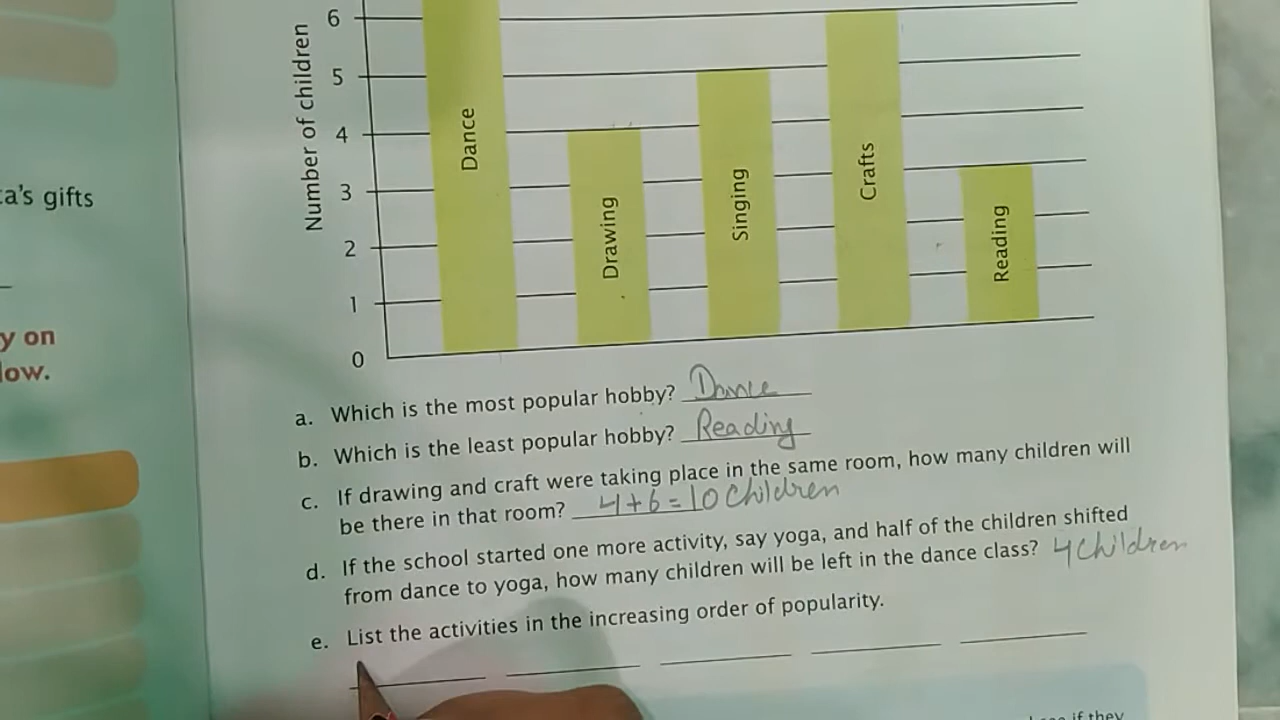 6
Number of children
5
4
3
2
1
0
Dance
Drawing
Singing
Crafts
Reading
a's gifts
y on
low.
a. Which is the most popular hobby? Dance
b. Which is the least popular hobby? Reading
c. If drawing and craft were taking place in the same room, how many children will
be there in that room? 4+6=10 Children
d. If the school started one more activity, say yoga, and half of the children shifted
from dance to yoga, how many children will be left in the dance class? 4 Children
e. List the activities in the increasing order of popularity.
if they